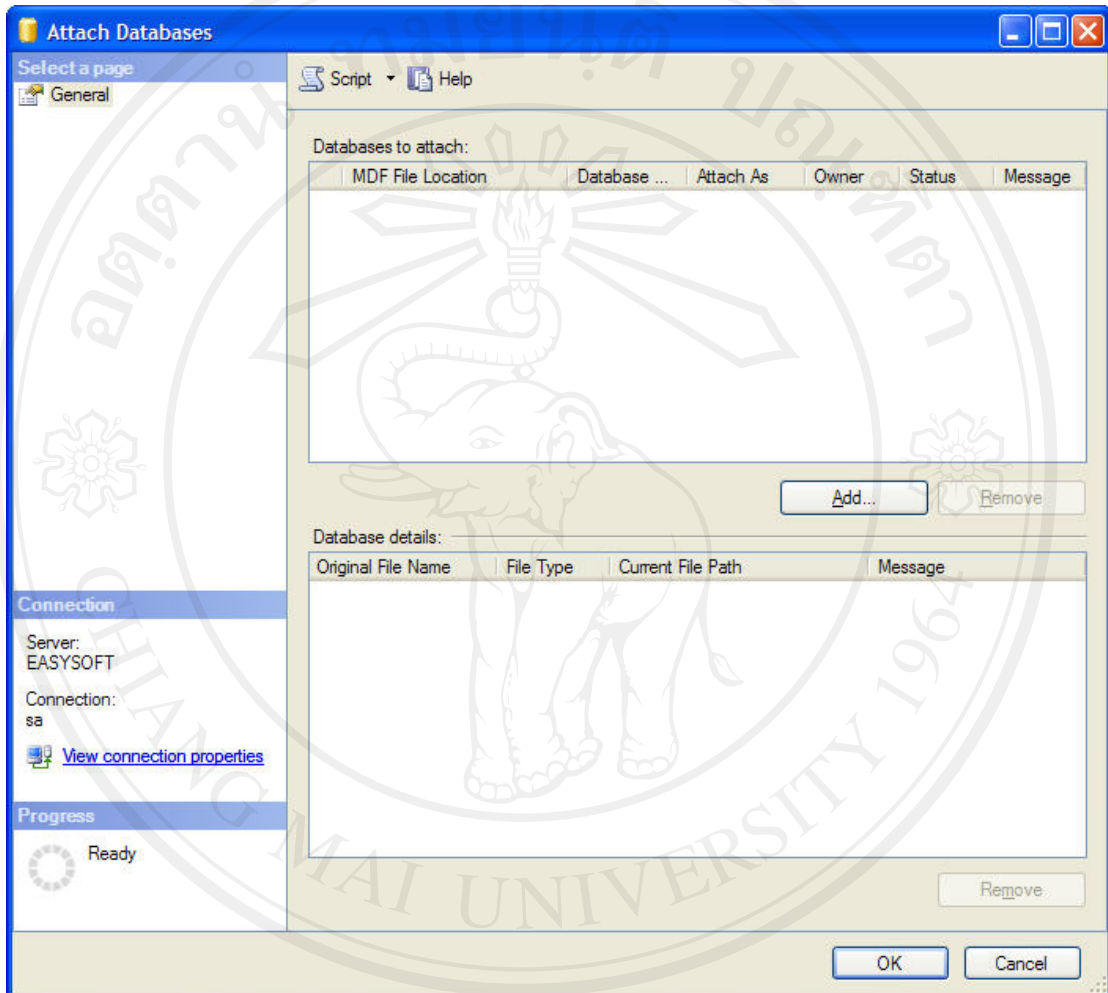 Attach Databases
Select a page
General
Script Help
Databases to attach:
MDF File Location Database ... Attach As Owner Status Message
Add... Remove
Database details:
Original File Name File Type Current File Path Message
Connection
Server:
EASYSOFT
Connection:
sa
View connection properties
Progress
Ready
Remove
OK Cancel
CHIANG MAI UNIVERSITY 1964